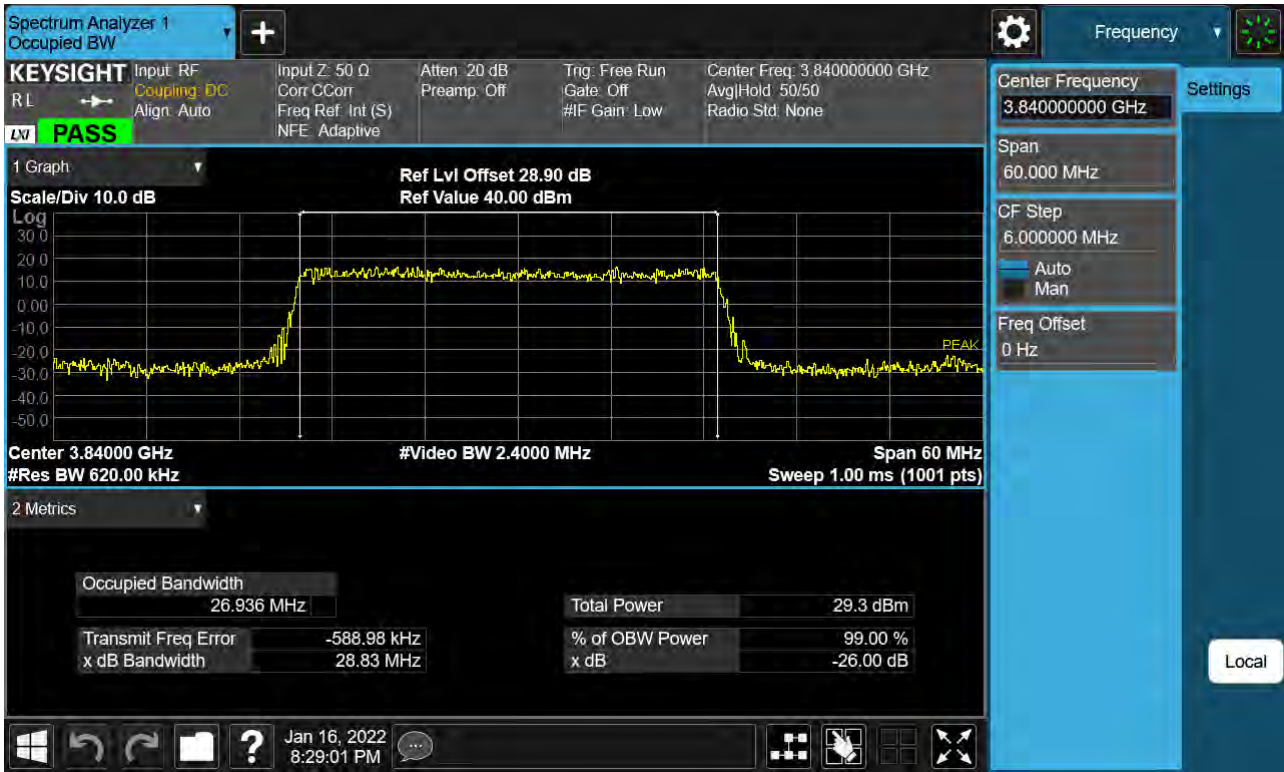 Spectrum Analyzer 1
Occupied BW
+
Frequency
KEYSIGHT
RL
LXI
PASS
Input: RF
Coupling: DC
Align: Auto
Input Z: 50 Ω
Corr CCorr
Freq Ref: Int (S)
NFE: Adaptive
Atten: 20 dB
Preamp: Off
Trig: Free Run
Gate: Off
#IF Gain: Low
Center Freq: 3.840000000 GHz
Avg|Hold: 50/50
Radio Std: None
Center Frequency
3.840000000 GHz
Settings
Span
60.000 MHz
CF Step
6.000000 MHz
Auto
Man
Freq Offset
0 Hz
Local
1 Graph
Scale/Div 10.0 dB
Ref Lvl Offset 28.90 dB
Ref Value 40.00 dBm
Log
30.0
20.0
10.0
0.00
-10.0
-20.0
-30.0
-40.0
-50.0
PEAK
Center 3.84000 GHz
#Video BW 2.4000 MHz
Span 60 MHz
#Res BW 620.00 kHz
Sweep 1.00 ms (1001 pts)
2 Metrics
Occupied Bandwidth
26.936 MHz
Total Power 29.3 dBm
Transmit Freq Error -588.98 kHz
% of OBW Power 99.00 %
x dB Bandwidth 28.83 MHz
x dB -26.00 dB
?
Jan 16, 2022
8:29:01 PM